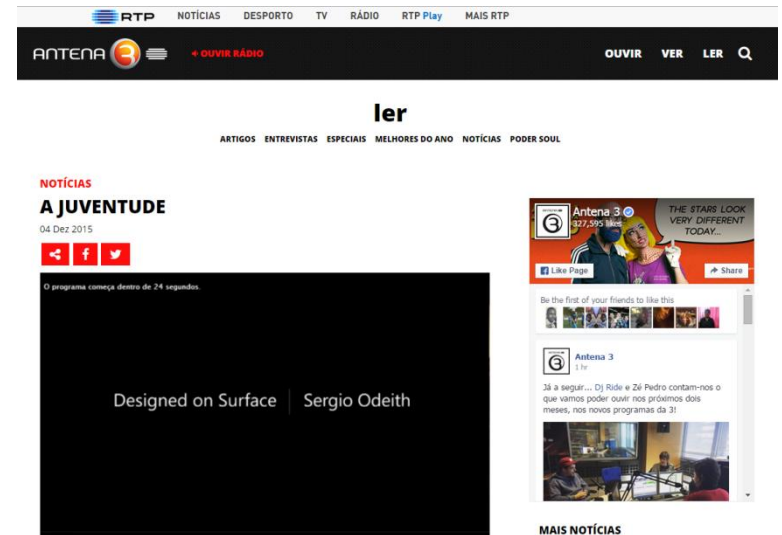 RTP NOTÍCIAS DESPORTO TV RÁDIO RTP Play MAIS RTP
ANTENA 3 + OUVIR RÁDIO OUVIR VER LER
ler
ARTIGOS ENTREVISTAS ESPECIAIS MELHORES DO ANO NOTÍCIAS PODER SOUL
NOTÍCIAS
A JUVENTUDE
04 Dez 2015
O programa começa dentro de 24 segundos.
Designed on Surface | Sergio Odeith
Antena 3
327,595 likes
THE STARS LOOK
VERY DIFFERENT
TODAY...
Like Page
Share
Be the first of your friends to like this
Antena 3
1 hr
Já a seguir... Dj Ride e Zé Pedro contam-nos o
que vamos poder ouvir nos próximos dois
meses, nos novos programas da 3!
MAIS NOTÍCIAS